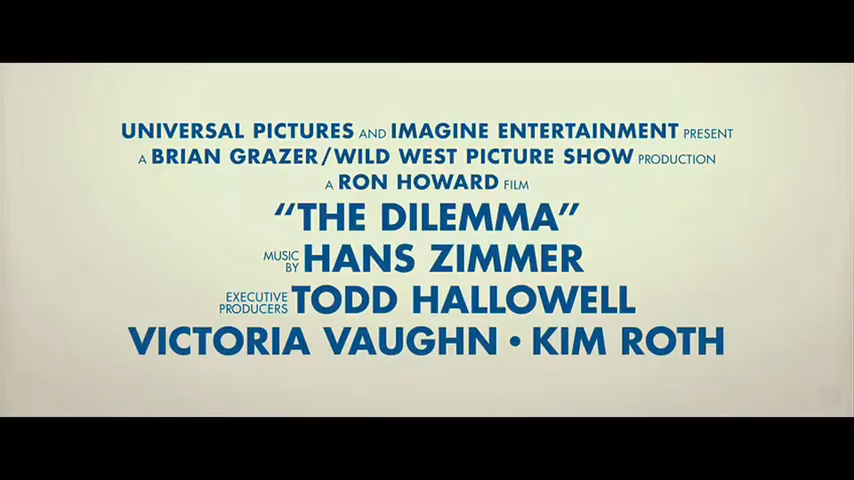 UNIVERSAL PICTURES AND IMAGINE ENTERTAINMENT PRESENT
A BRIAN GRAZER/WILD WEST PICTURE SHOW PRODUCTION
A RON HOWARD FILM
“THE DILEMMA”
MUSIC BY HANS ZIMMER
EXECUTIVE PRODUCERS TODD HALLOWELL
VICTORIA VAUGHN • KIM ROTH